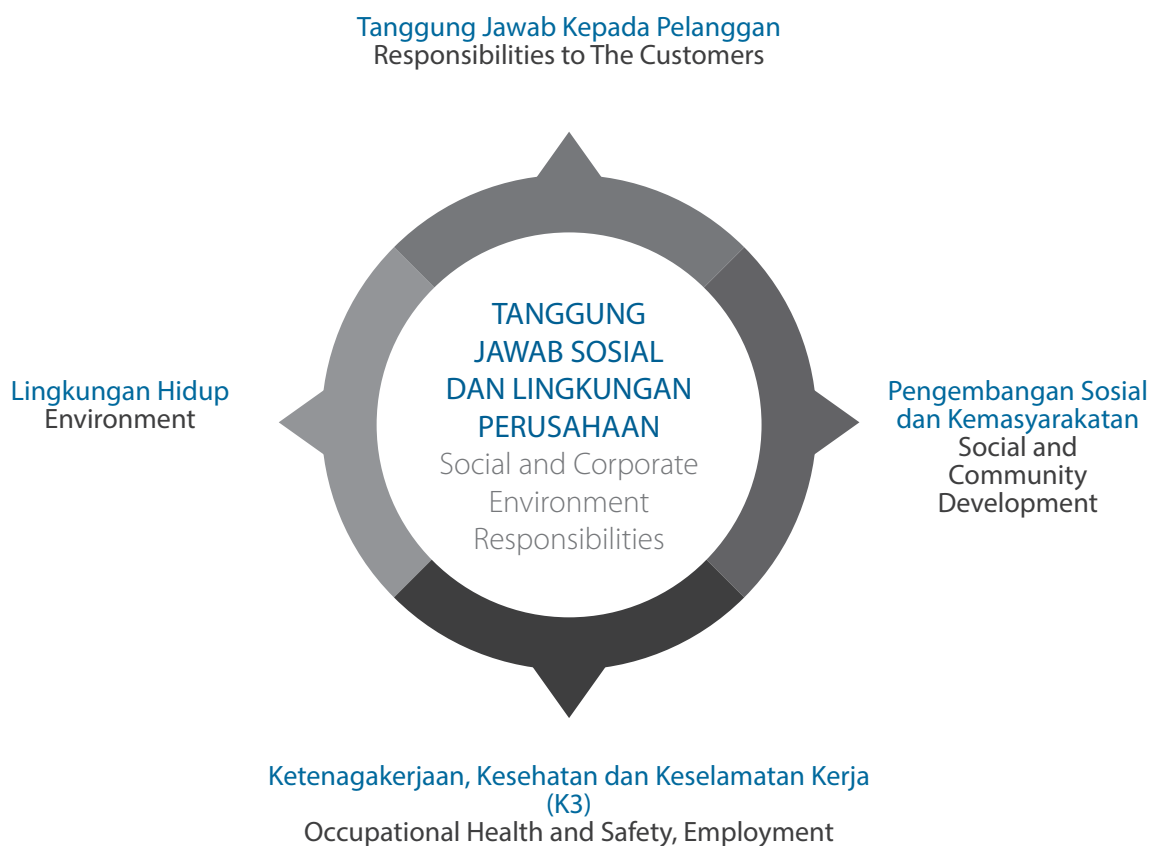 Tanggung Jawab Kepada Pelanggan
Responsibilities to The Customers
TANGGUNG
JAWAB SOSIAL
DAN LINGKUNGAN
PERUSAHAAN
Social and Corporate
Environment
Responsibilities
Lingkungan Hidup
Environment
Pengembangan Sosial
dan Kemasyarakatan
Social and
Community
Development
Ketenagakerjaan, Kesehatan dan Keselamatan Kerja
(K3)
Occupational Health and Safety, Employment